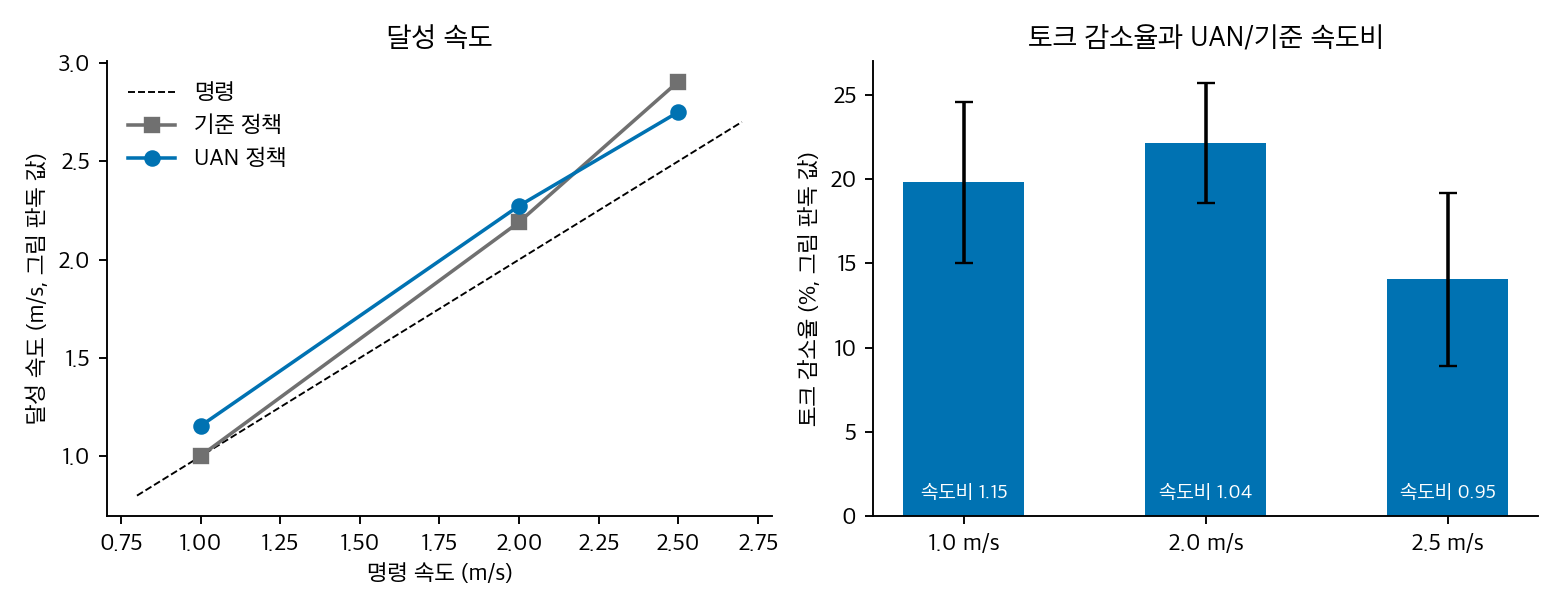 달성 속도
3.0
2.5
2.0
1.5
1.0
달성 속도 (m/s, 그림 판독 값)
명령
기준 정책
UAN 정책
0.75 1.00 1.25 1.50 1.75 2.00 2.25 2.50 2.75
명령 속도 (m/s)
토크 감소율과 UAN/기준 속도비
25
20
15
10
5
0
토크 감소율 (%, 그림 판독 값)
속도비 1.15 속도비 1.04 속도비 0.95
1.0 m/s 2.0 m/s 2.5 m/s